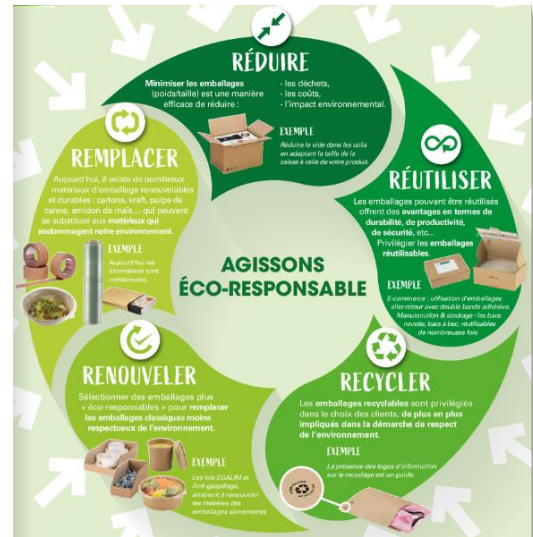 RÉDUIRE
Minimiser les emballages
(poids/taille) est une manière
efficace de réduire :
- les déchets,
- les coûts,
- l'impact environnemental.
EXEMPLE
Réduire le vide dans les colis
en adaptant la taille de la
caisse à celle de votre produit.
RÉUTILISER
Les emballages pouvant être réutilisés
offrent des avantages en termes de
durabilité, de productivité,
de sécurité, etc...
Privilégier les emballages
réutilisables.
EXEMPLE
E-commerce : utilisation d'emballages
aller-retour avec double bande adhésive.
Manutention & stockage : les bacs
navette, bacs à bec, réutilisables
de nombreuses fois.
RECYCLER
Les emballages recyclables sont privilégiés
dans le choix des clients, de plus en plus
impliqués dans la démarche de respect
de l'environnement.
EXEMPLE
La présence des logos d'information
sur le recyclage est un guide.
RENOUVELER
Sélectionner des emballages plus
« éco-responsables » pour remplacer
les emballages classiques moins
respectueux de l'environnement.
EXEMPLE
Les lois EGALIM et
Anti-gaspillage,
amènent à renouveler
les matières des
emballages alimentaires
REMPLACER
Aujourd'hui, il existe de nombreux
matériaux d'emballage renouvelables
et durables : cartons, kraft, pulpe de
canne, amidon de maïs... qui peuvent
se substituer aux matériaux qui
endommagent notre environnement.
EXEMPLE
Aujourd'hui les
alternatives sont
nombreuses.
AGISSONS
ÉCO-RESPONSABLE